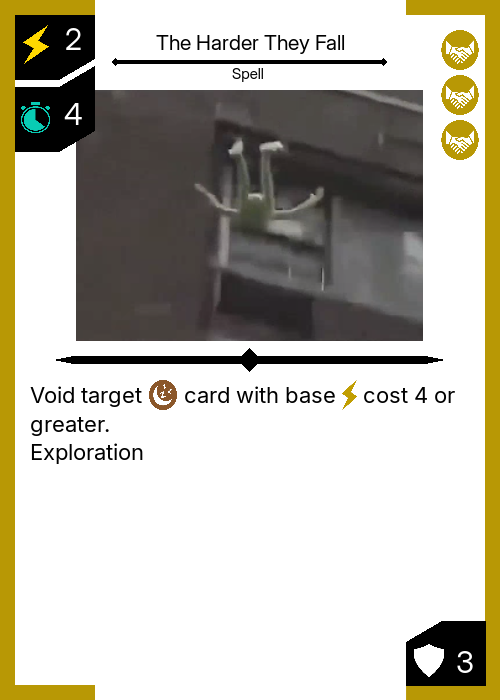 2
The Harder They Fall
Spell
4
Void target card with base cost 4 or
greater.
Exploration
3